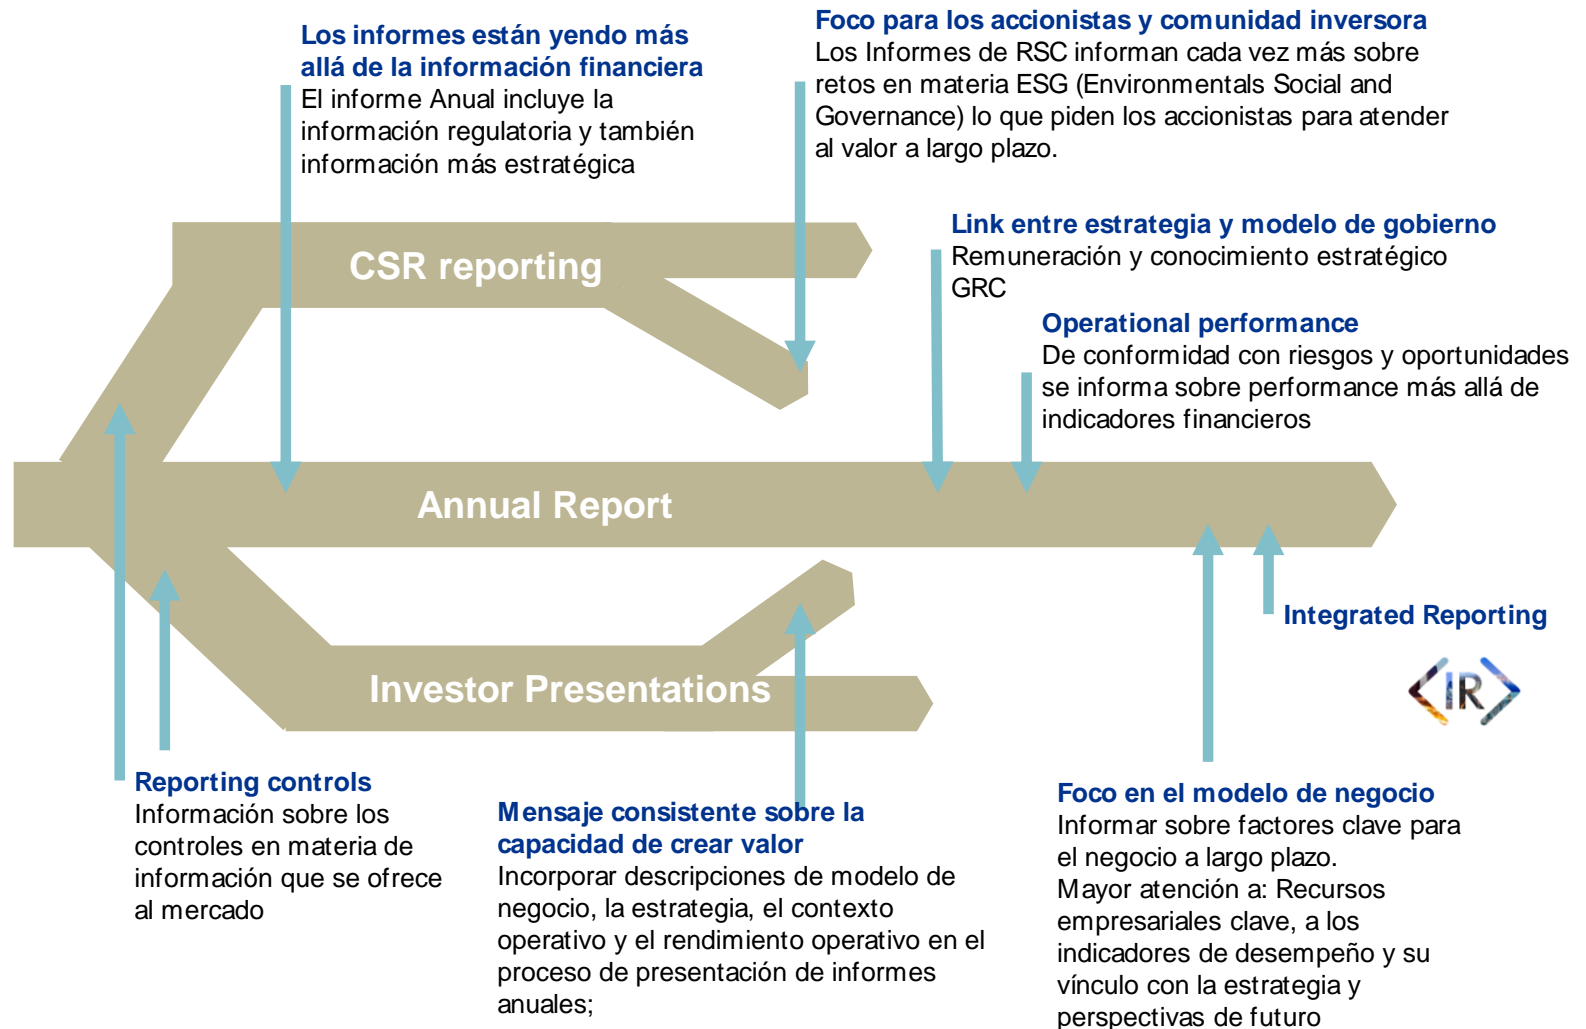 Los informes están yendo más
allá de la información financiera
El informe Anual incluye la
información regulatoria y también
información más estratégica
Foco para los accionistas y comunidad inversora
Los Informes de RSC informan cada vez más sobre
retos en materia ESG (Environmentals Social and
Governance) lo que piden los accionistas para atender
al valor a largo plazo.
Link entre estrategia y modelo de gobierno
Remuneración y conocimiento estratégico
GRC
CSR reporting
Operational performance
De conformidad con riesgos y oportunidades
se informa sobre performance más allá de
indicadores financieros
Annual Report
Integrated Reporting
<IR>
Investor Presentations
Reporting controls
Información sobre los
controles en materia de
información que se ofrece
al mercado
Mensaje consistente sobre la
capacidad de crear valor
Incorporar descripciones de modelo de
negocio, la estrategia, el contexto
operativo y el rendimiento operativo en el
proceso de presentación de informes
anuales;
Foco en el modelo de negocio
Informar sobre factores clave para
el negocio a largo plazo.
Mayor atención a: Recursos
empresariales clave, a los
indicadores de desempeño y su
vínculo con la estrategia y
perspectivas de futuro